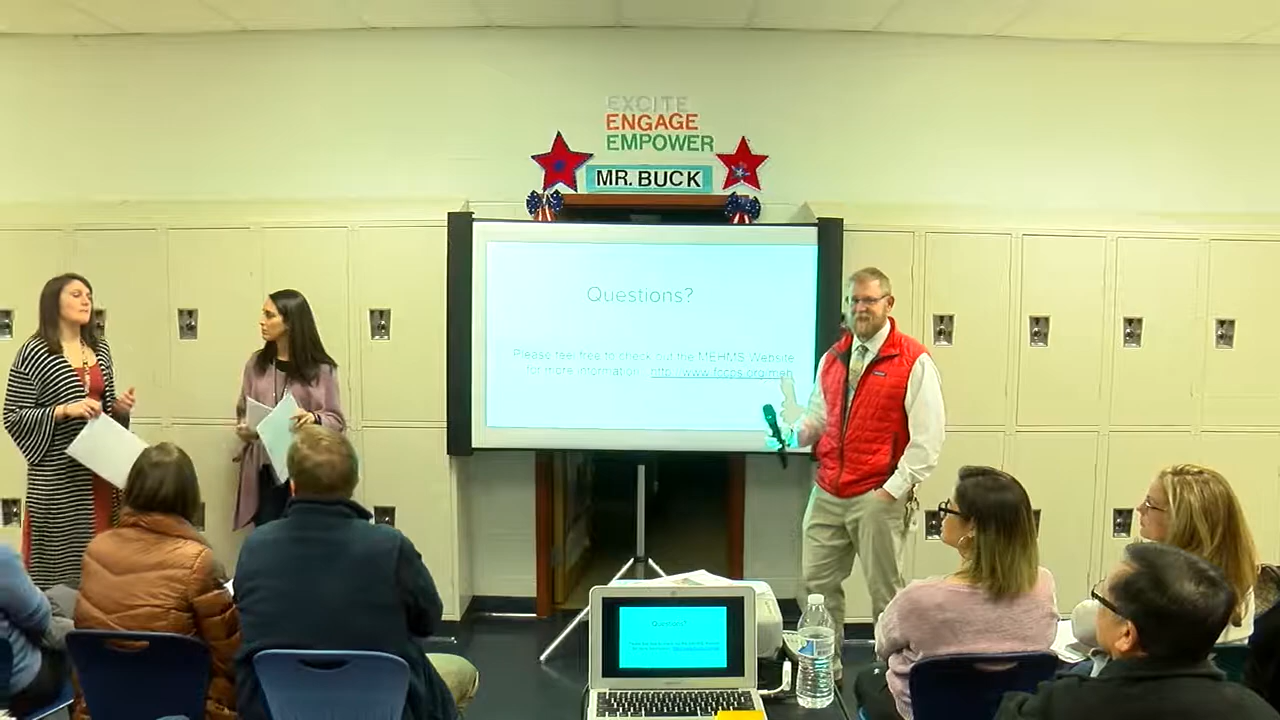 EXCITE
ENGAGE
EMPOWER
MR. BUCK
Questions?
Please feel free to check out the MEHMS Website
for more information: http://www.fccps.org/meh
Questions?